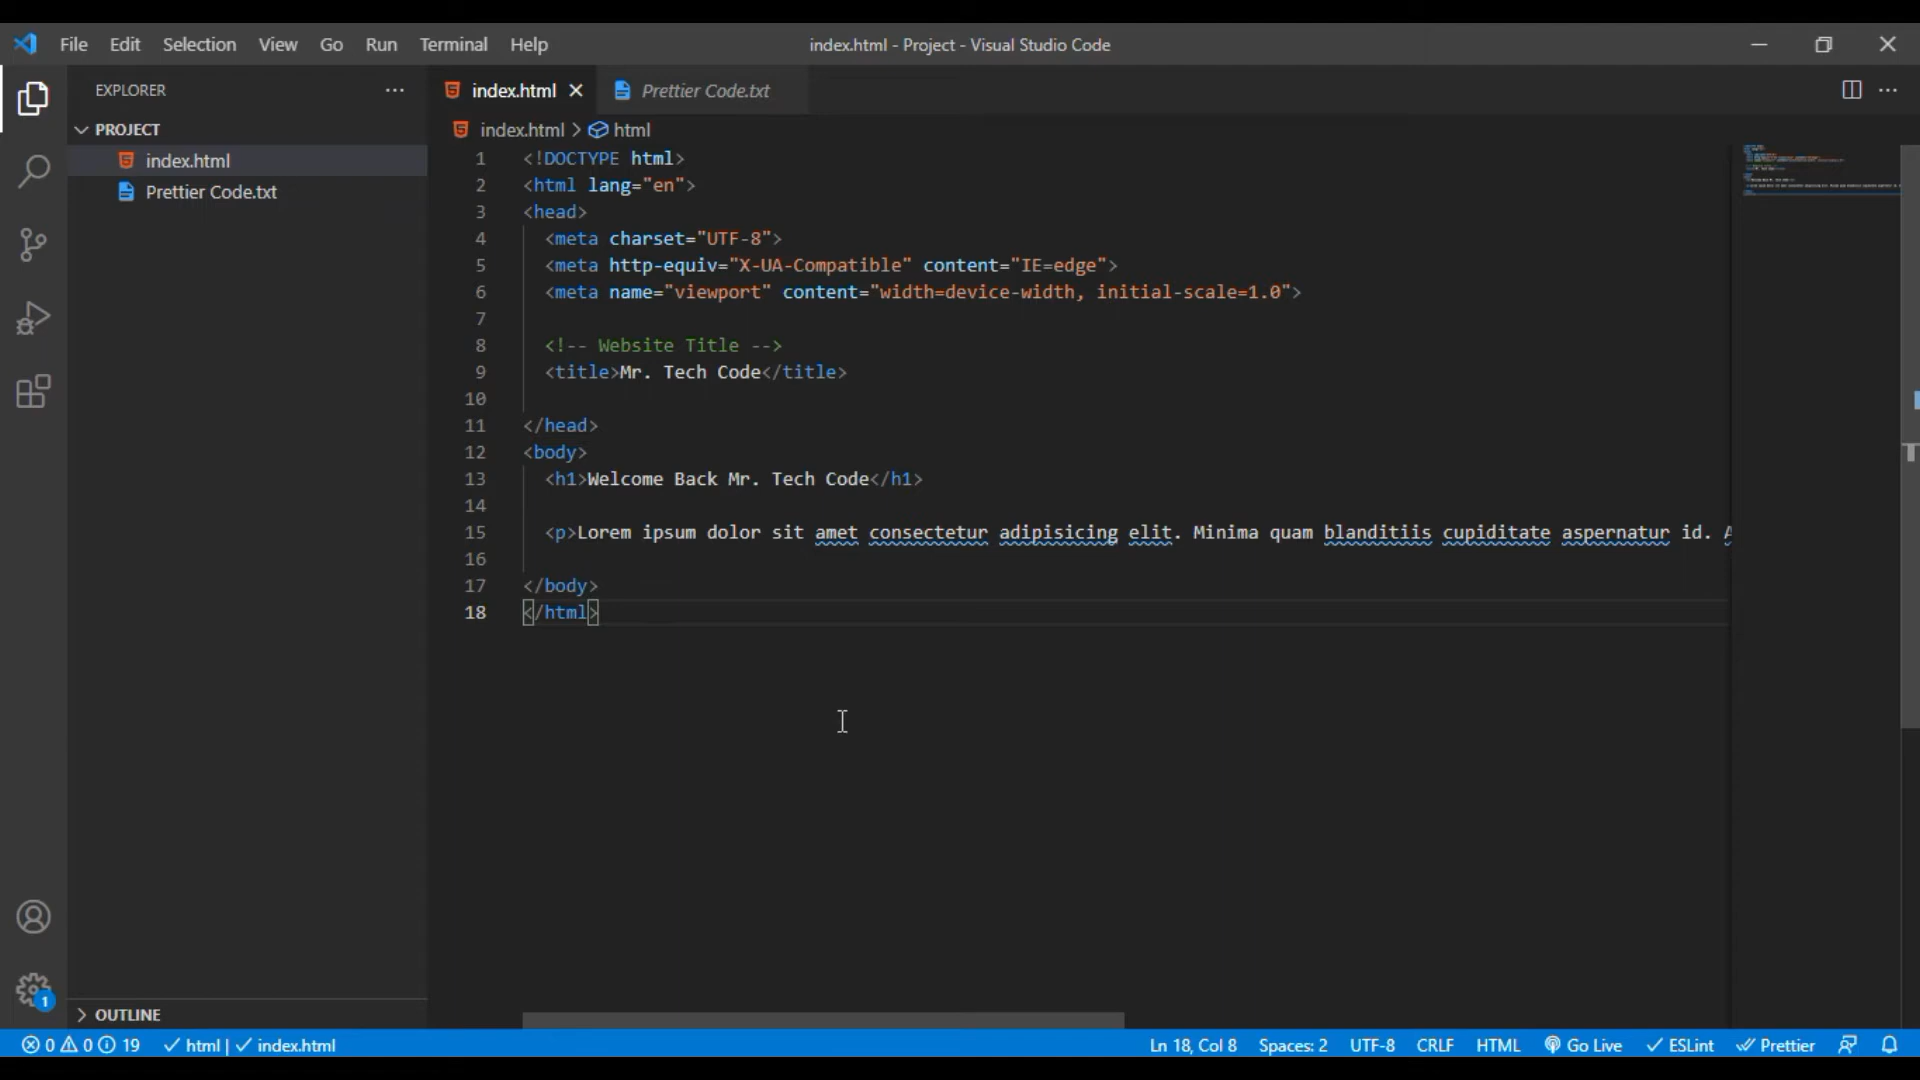 File Edit Selection View Go Run Terminal Help
index.html - Project - Visual Studio Code
EXPLORER
PROJECT
index.html
Prettier Code.txt
OUTLINE
index.html
Prettier Code.txt
index.html > html
1 <!DOCTYPE html>
2 <html lang="en">
3 <head>
4 <meta charset="UTF-8">
5 <meta http-equiv="X-UA-Compatible" content="IE=edge">
6 <meta name="viewport" content="width=device-width, initial-scale=1.0">
7
8 <!-- Website Title -->
9 <title>Mr. Tech Code</title>
10
11 </head>
12 <body>
13 <h1>Welcome Back Mr. Tech Code</h1>
14
15 <p>Lorem ipsum dolor sit amet consectetur adipisicing elit. Minima quam blanditiis cupiditate aspernatur id.
16
17 </body>
18 </html>
1
0 0 19 html | index.html
Ln 18, Col 8 Spaces: 2 UTF-8 CRLF HTML Go Live ESLint Prettier